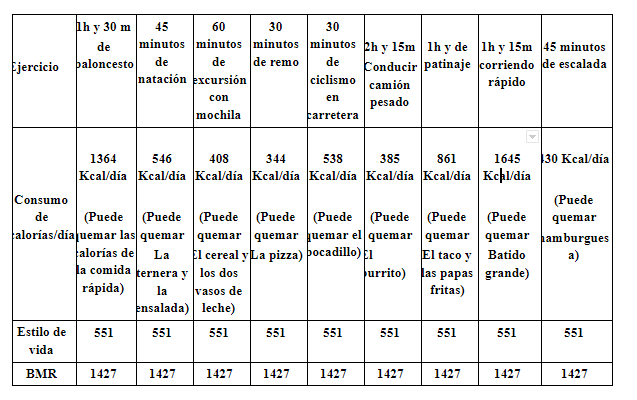 Ejercicio
1h y 30 m
de
baloncesto
45
minutos
de
natación
60
minutos
de
excursión
con
mochila
30
minutos
de remo
30
minutos
de
ciclismo
en
carretera
2h y 15m
Conducir
camión
pesado
1h y de
patinaje
1h y 15m
corriendo
rápido
45 minutos
de escalada
Consumo
de
calorías/día
1364
Kcal/día
(Puede
quemar las
calorías de
la comida
rápida)
546
Kcal/día
(Puede
quemar
La
ternera y
la
ensalada)
408
Kcal/día
(Puede
quemar
El cereal y
los dos
vasos de
leche)
344
Kcal/día
(Puede
quemar
La pizza)
538
Kcal/día
(Puede
quemar el
bocadillo)
385
Kcal/día
(Puede
quemar
El
burrito)
861
Kcal/día
(Puede
quemar
El taco y
las papas
fritas)
1645
Kcal/día
(Puede
quemar
Batido
grande)
430 Kcal/día
(Puede
quemar
hamburgues
a)
Estilo de
vida
551 551 551 551 551 551 551 551 551
BMR 1427 1427 1427 1427 1427 1427 1427 1427 1427